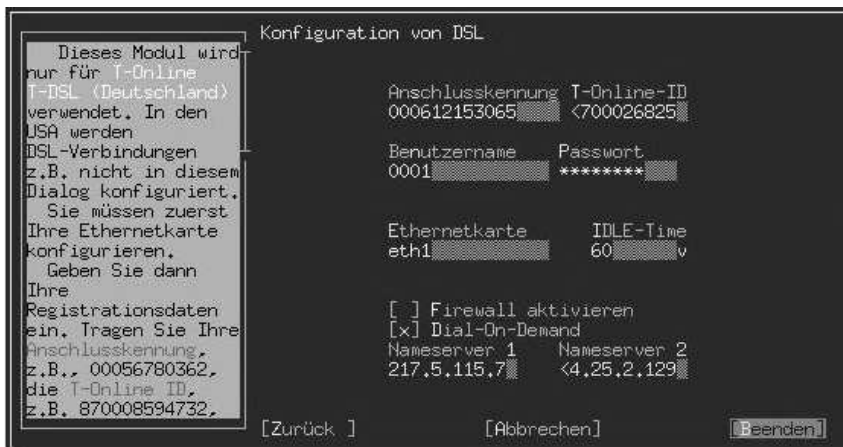 Konfiguration von DSL
Dieses Modul wird
nur für T-Online
T-DSL (Deutschland)
verwendet. In den
USA werden
DSL-Verbindungen
z.B. nicht in diesem
Dialog konfiguriert.
Sie müssen zuerst
Ihre Ethernetkarte
konfigurieren.
Geben Sie dann
Ihre
Registrationsdaten
ein. Tragen Sie Ihre
Anschlusskennung,
z.B., 00056780362,
die T-Online ID,
z.B. 870008594732,
Anschlusskennung T-Online-ID
000612153065 <700026825
Benutzername Passwort
0001 ********
Ethernetkarte IDLE-Time
eth1 60 v
[ ] Firewall aktivieren
[x] Dial-On-Demand
Nameserver 1 Nameserver 2
217.5.115.7 <4.25.2.129
[Zurück ] [Abbrechen] [Beenden]